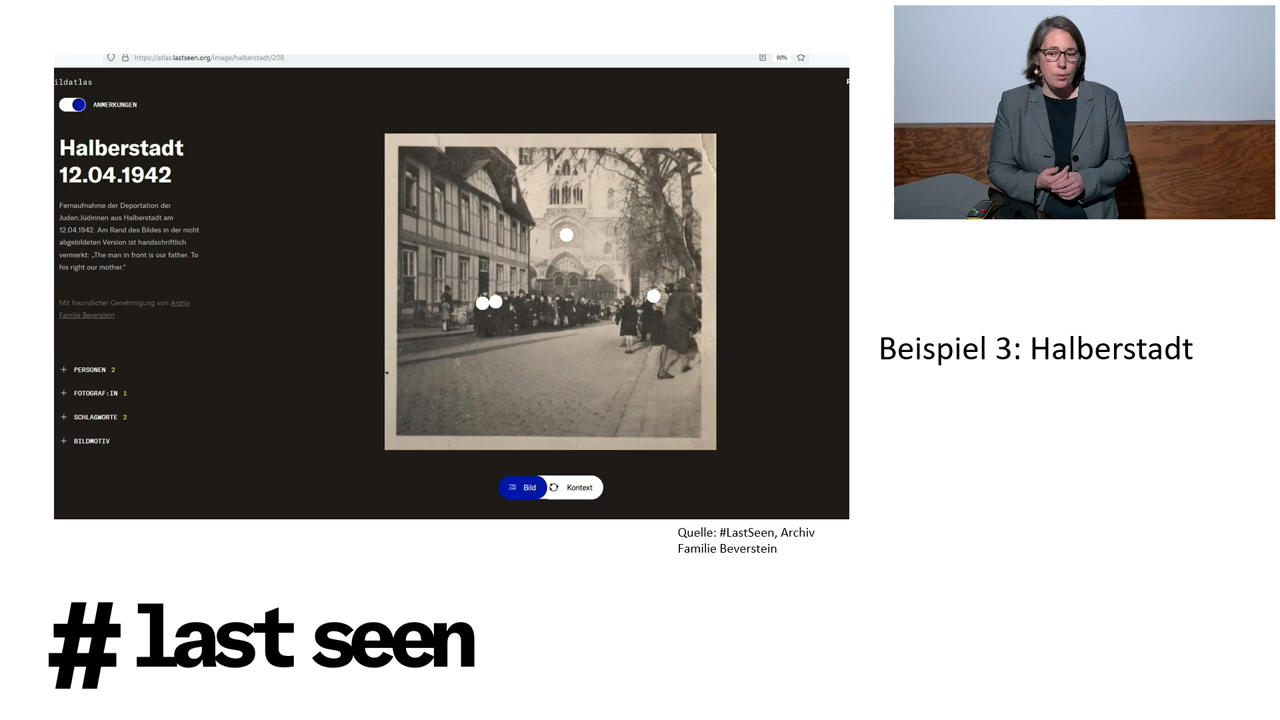 https://atlas.lastseen.org/image/halberstadt/208
90%
ildatlas
ANMERKUNGEN
Halberstadt
12.04.1942
Fernaufnahme der Deportation der
Juden:Jüdinnen aus Halberstadt am
12.04.1942. Am Rand des Bildes in der nicht
abgebildeten Version ist handschriftlich
vermerkt: „The man in front is our father. To
his right our mother.“
Mit freundlicher Genehmigung von Archiv
Familie Beverstein
+ PERSONEN 2
+ FOTOGRAF:IN 1
+ SCHLAGWORTE 2
+ BILDMOTIV
Bild
Kontext
Beispiel 3: Halberstadt
Quelle: #LastSeen, Archiv
Familie Beverstein
# last seen